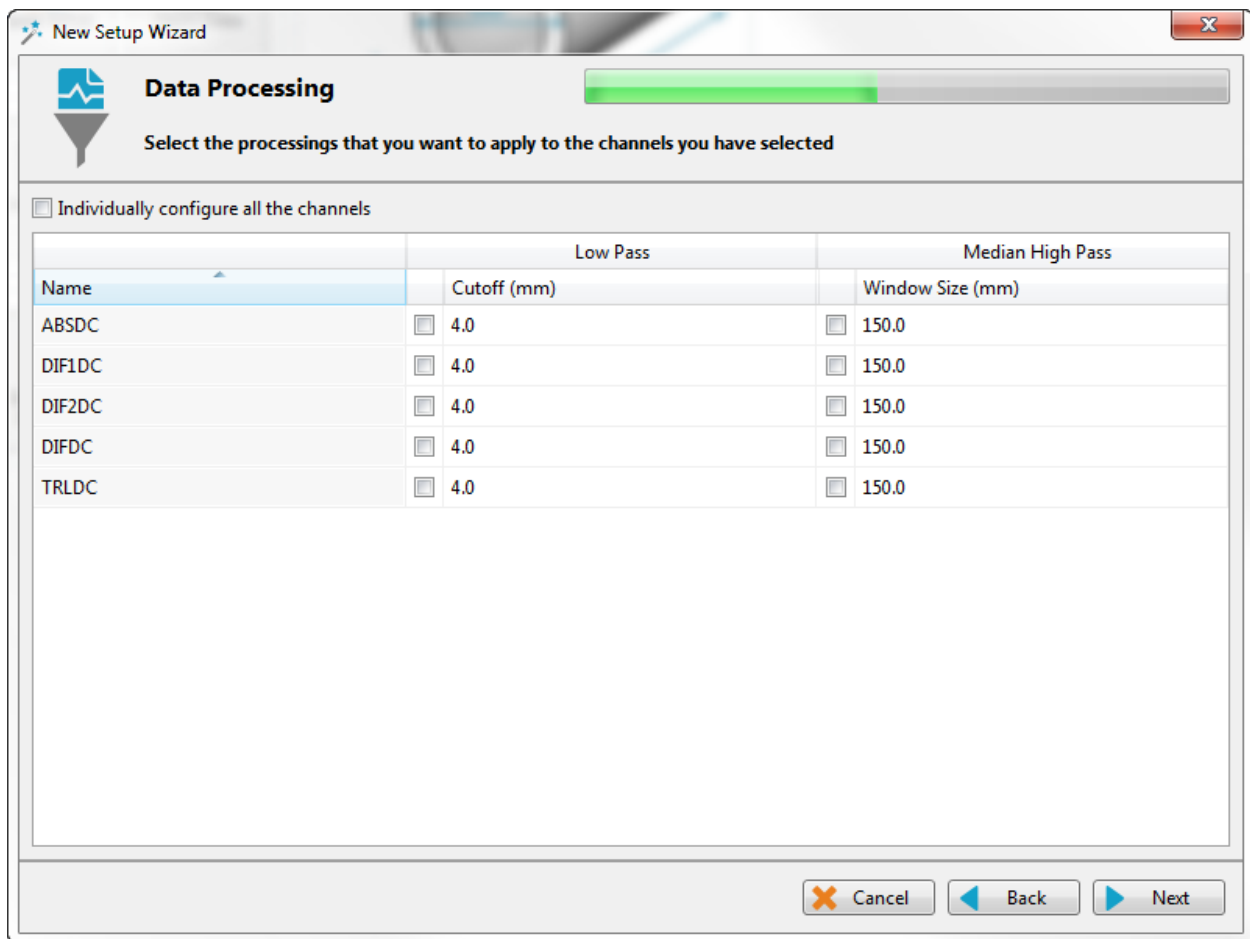 New Setup Wizard
Data Processing
Select the processings that you want to apply to the channels you have selected
Individually configure all the channels
Low Pass Median High Pass
Name Cutoff (mm) Window Size (mm)
ABSDC 4.0 150.0
DIF1DC 4.0 150.0
DIF2DC 4.0 150.0
DIFDC 4.0 150.0
TRLDC 4.0 150.0
Cancel Back Next